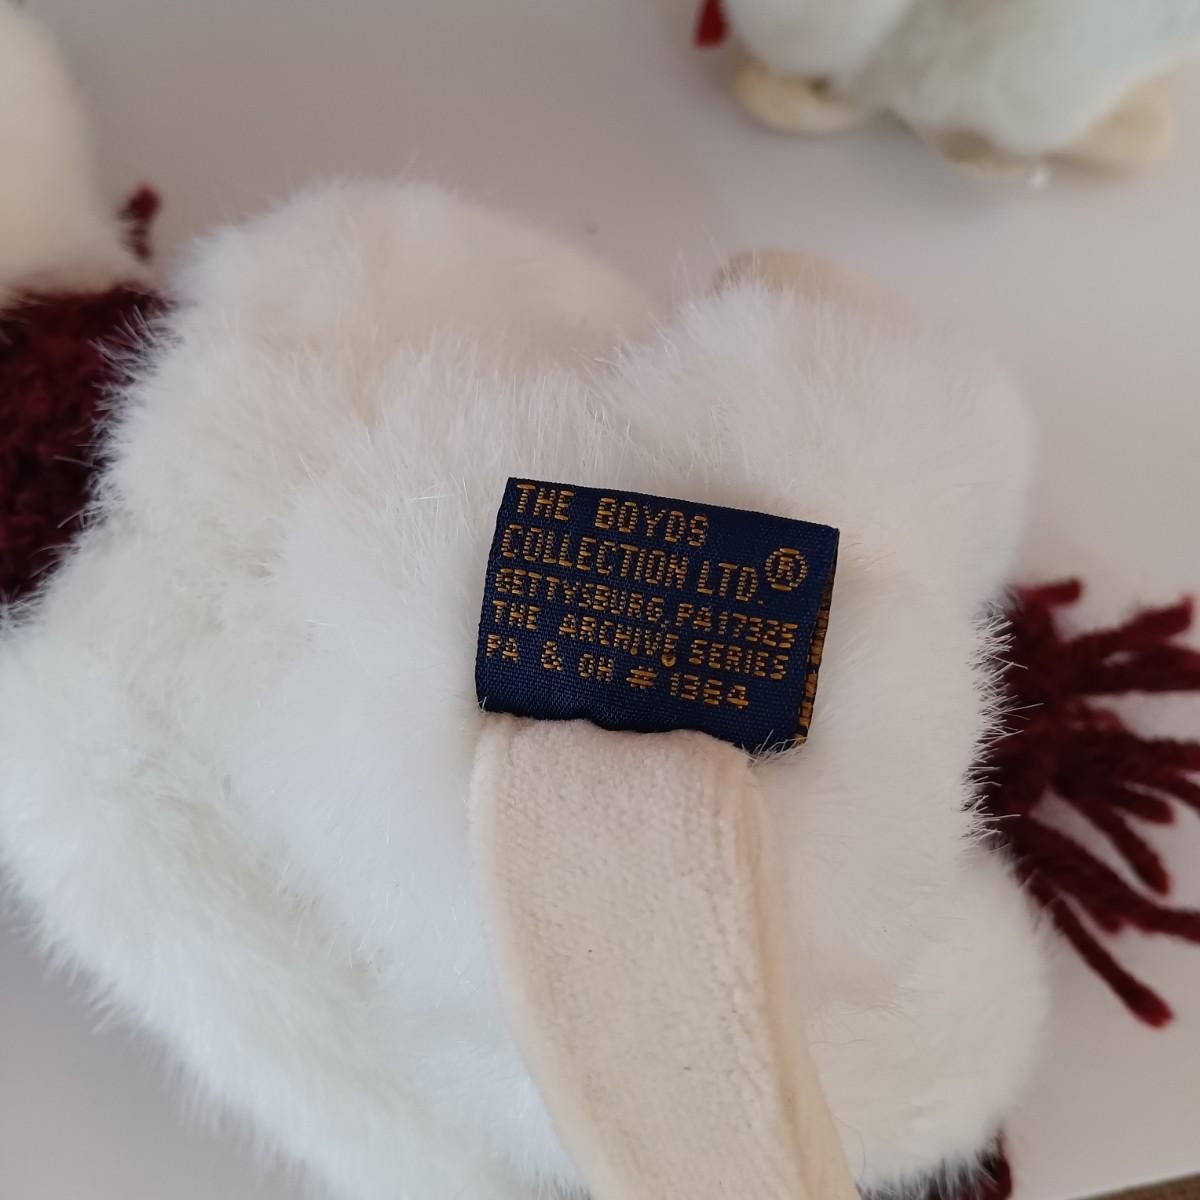 THE BOYDS
COLLECTION LTD.®
GETTYSBURG, PA 17325
THE ARCHIVE SERIES
PA & OH # 1364